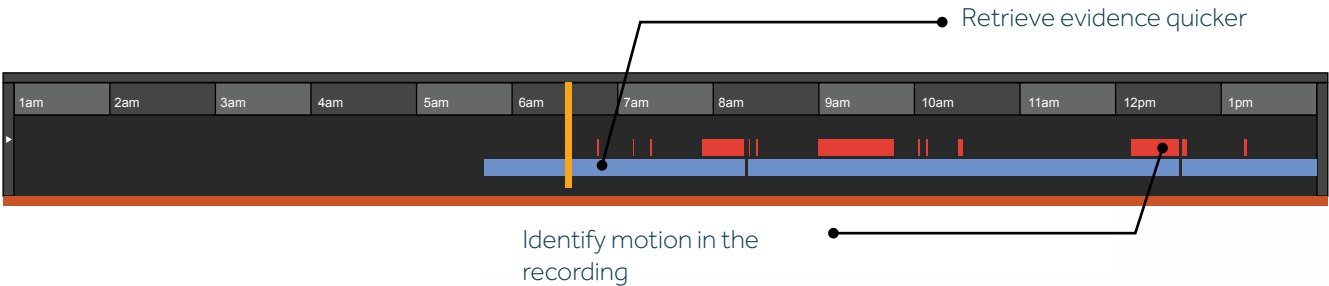 Retrieve evidence quicker
1am 2am 3am 4am 5am 6am 7am 8am 9am 10am 11am 12pm 1pm
Identify motion in the
recording